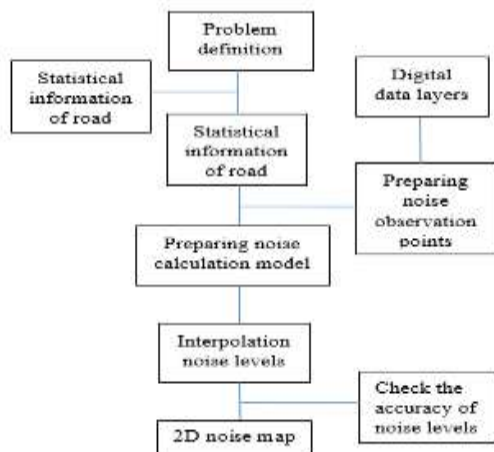 Problem
definition
Statistical
information
of road
Digital
data layers
Statistical
information
of road
Preparing
noise
observation
points
Preparing noise
calculation model
Interpolation
noise levels
Check the
accuracy of
noise levels
2D noise map